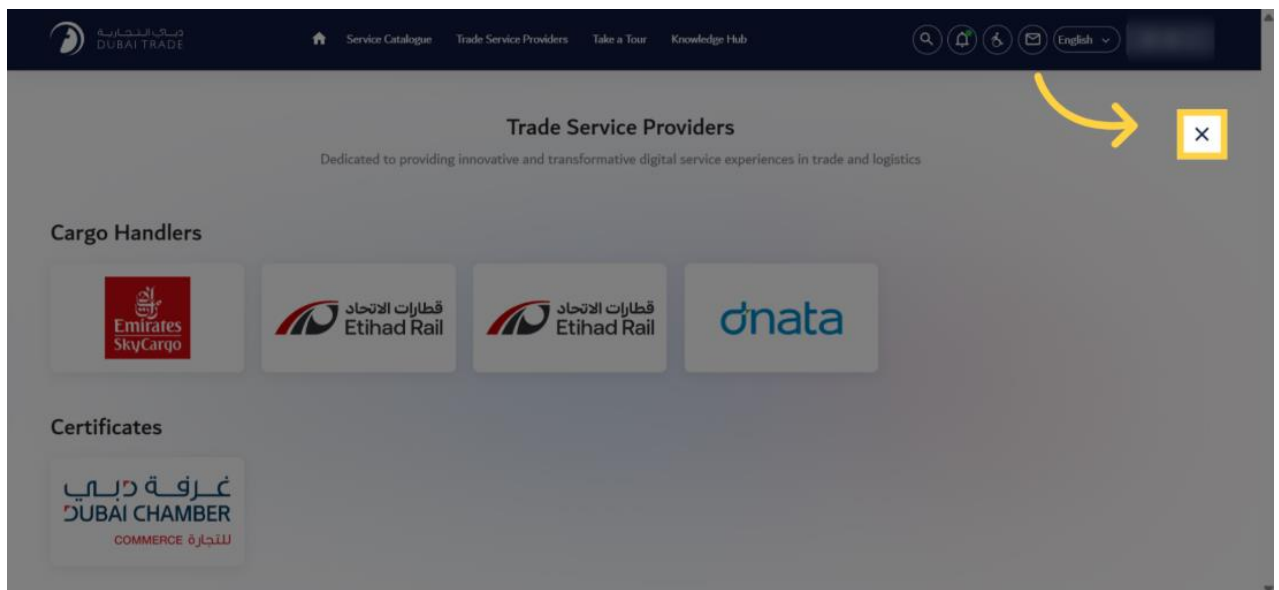 دبي التجارية
DUBAI TRADE
Service Catalogue
Trade Service Providers
Take a Tour
Knowledge Hub
English
Trade Service Providers
Dedicated to providing innovative and transformative digital service experiences in trade and logistics
Cargo Handlers
Emirates
SkyCargo
قطارات الاتحاد
Etihad Rail
قطارات الاتحاد
Etihad Rail
dnata
Certificates
غرفة دبي
DUBAI CHAMBER
COMMERCE للتجارة